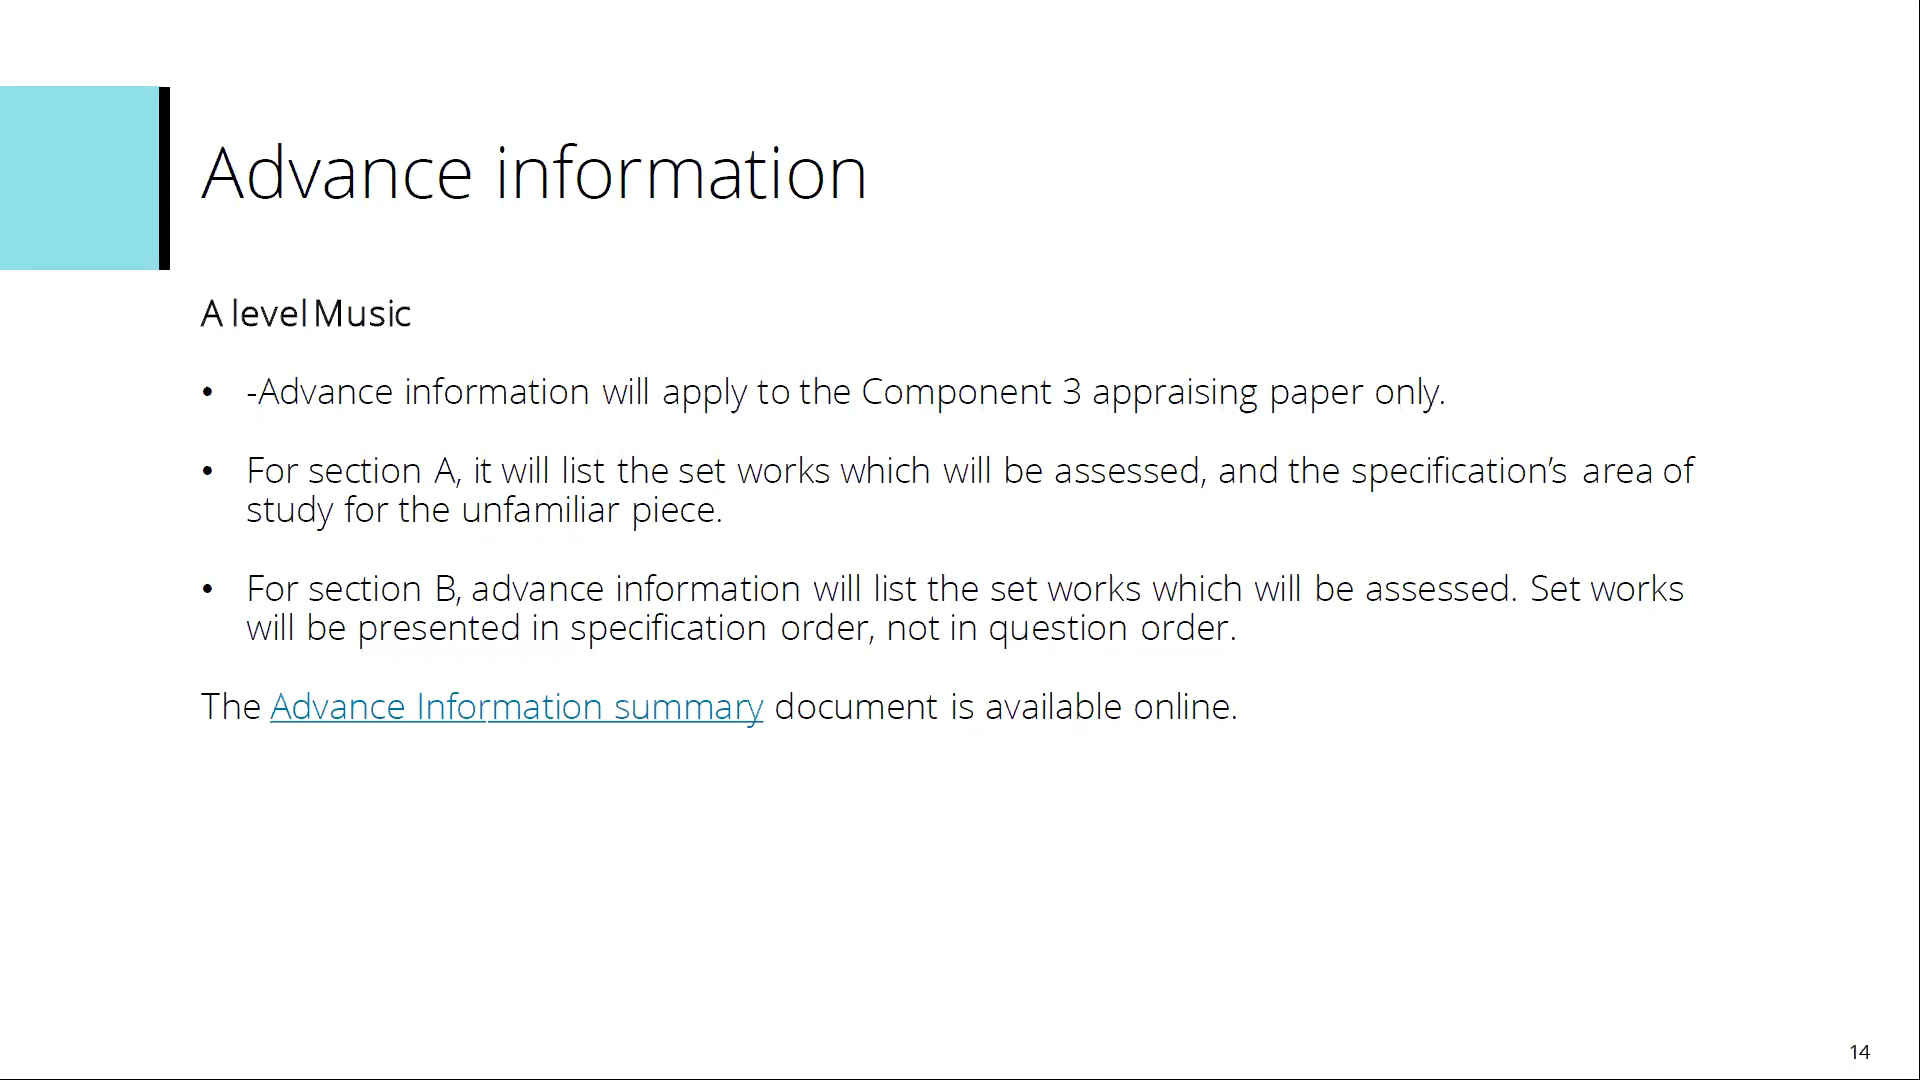 Advance information
A level Music
• -Advance information will apply to the Component 3 appraising paper only.
• For section A, it will list the set works which will be assessed, and the specification’s area of
study for the unfamiliar piece.
• For section B, advance information will list the set works which will be assessed. Set works
will be presented in specification order, not in question order.
The Advance Information summary document is available online.
14